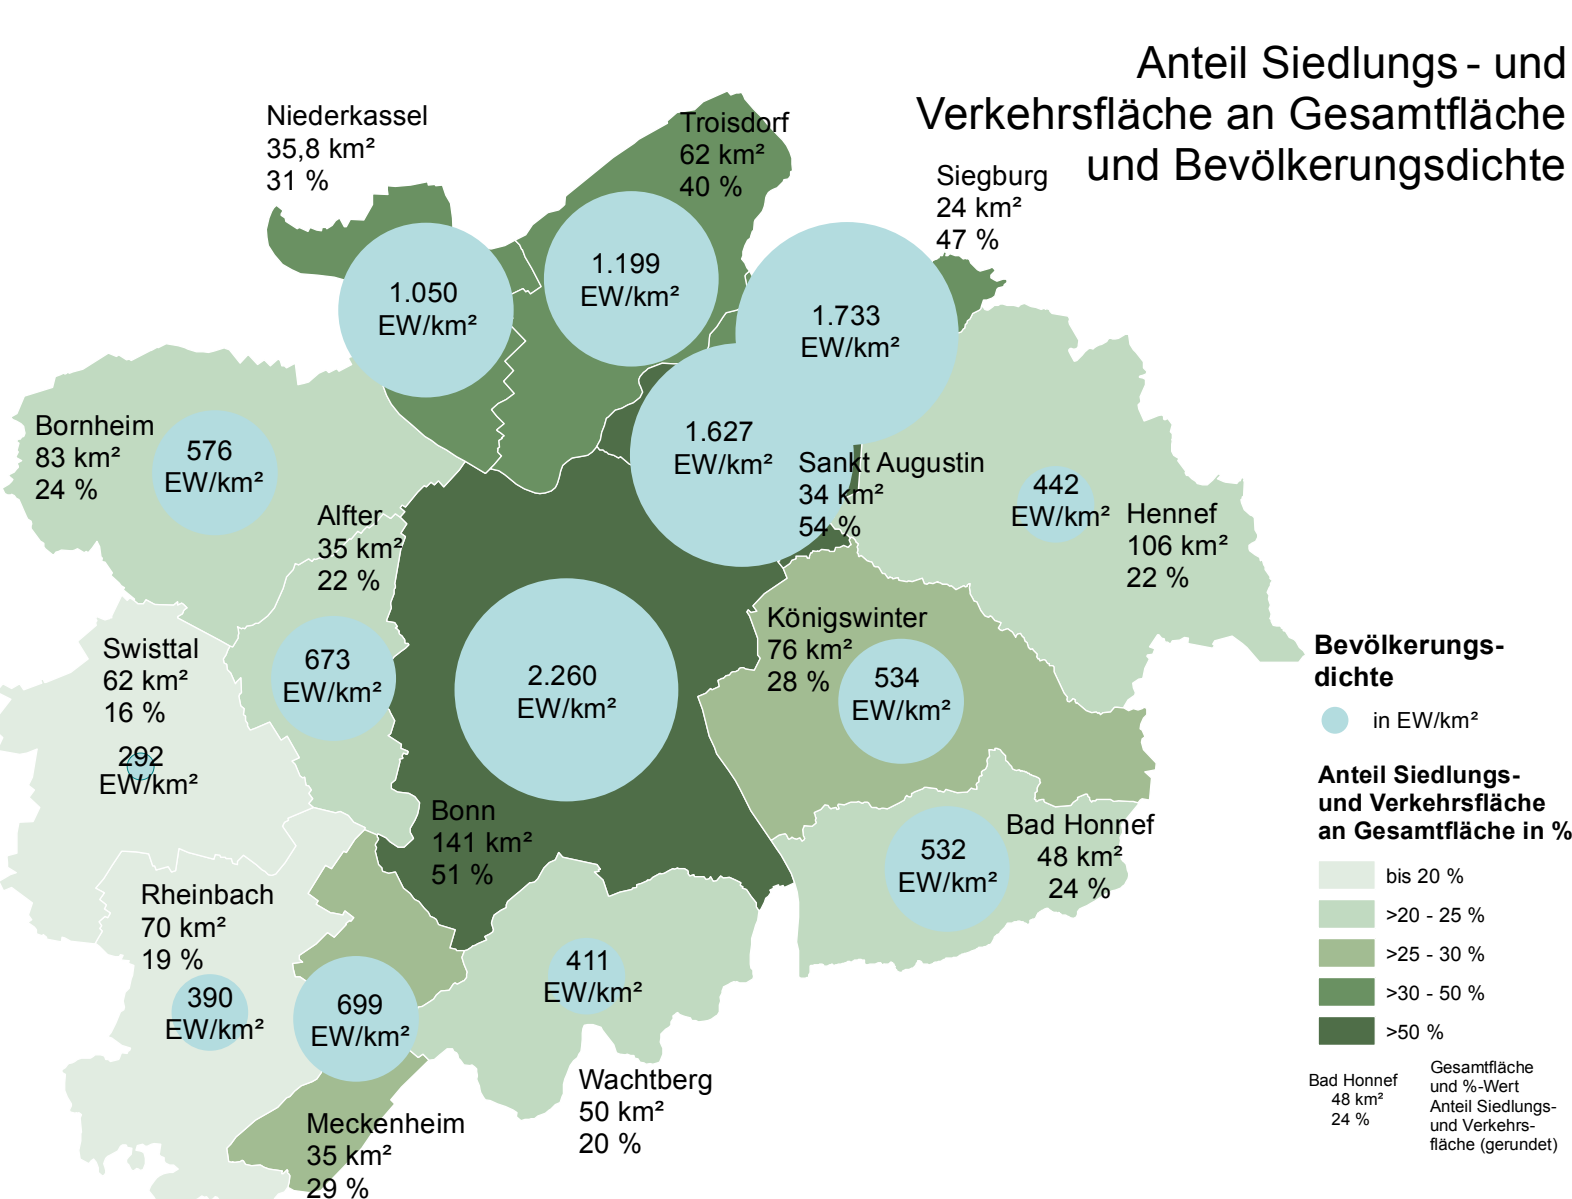 Anteil Siedlungs - und
Verkehrsfläche an Gesamtfläche
und Bevölkerungsdichte
Niederkassel
35,8 km²
31 %
1.050
EW/km²
Troisdorf
62 km²
40 %
1.199
EW/km²
Siegburg
24 km²
47 %
1.733
EW/km²
1.627
EW/km²
Sankt Augustin
34 km²
54 %
Bornheim
83 km²
24 %
576
EW/km²
Alfter
35 km²
22 %
673
EW/km²
442
EW/km²
Hennef
106 km²
22 %
Swisttal
62 km²
16 %
292
EW/km²
2.260
EW/km²
Bonn
141 km²
51 %
Königswinter
76 km²
28 %
534
EW/km²
532
EW/km²
Bad Honnef
48 km²
24 %
Rheinbach
70 km²
19 %
390
EW/km²
699
EW/km²
Meckenheim
35 km²
29 %
411
EW/km²
Wachtberg
50 km²
20 %
Bevölkerungs-
dichte
in EW/km²
Anteil Siedlungs-
und Verkehrsfläche
an Gesamtfläche in %
bis 20 %
>20 - 25 %
>25 - 30 %
>30 - 50 %
>50 %
Bad Honnef
48 km²
24 %
Gesamtfläche
und %-Wert
Anteil Siedlungs-
und Verkehrs-
fläche (gerundet)